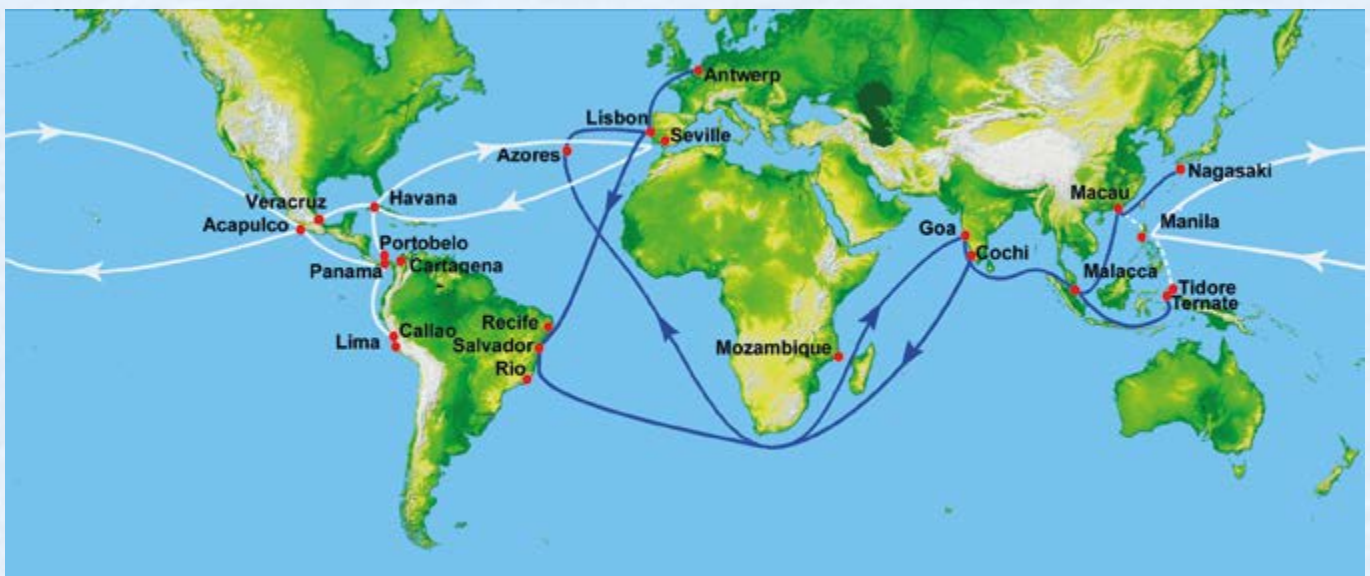 Antwerp
Lisbon
Seville
Azores
Nagasaki
Macau
Veracruz
Havana
Acapulco
Manila
Goa
Cochi
Portobelo
Panama
Cartagena
Malacca
Tidore
Ternate
Recife
Callao
Lima
Salvador
Mozambique
Rio